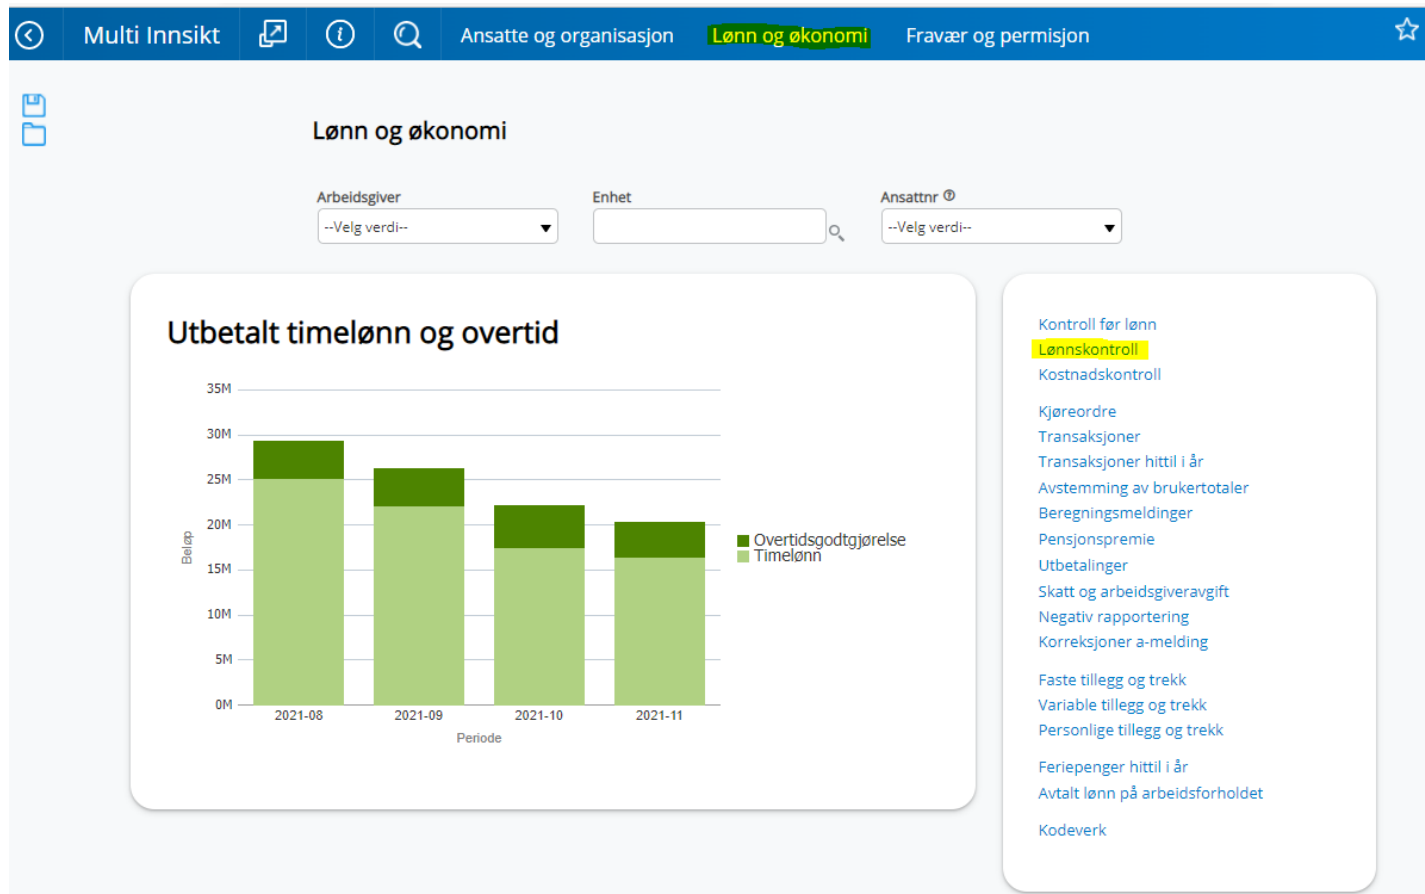 Multi Innsikt
Ansatte og organisasjon
Lønn og økonomi
Fravær og permisjon
Lønn og økonomi
Arbeidsgiver
--Velg verdi--
Enhet
Ansattnr
--Velg verdi--
Utbetalt timelønn og overtid
35M
30M
25M
20M
15M
10M
5M
0M
Beløp
2021-08
2021-09
2021-10
2021-11
Periode
Overtidsgodtgjørelse
Timelønn
Kontroll før lønn
Lønnskontroll
Kostnadskontroll
Kjøreordre
Transaksjoner
Transaksjoner hittil i år
Avstemming av brukertotaler
Beregningsmeldinger
Pensjonspremie
Utbetalinger
Skatt og arbeidsgiveravgift
Negativ rapportering
Korreksjoner a-melding
Faste tillegg og trekk
Variable tillegg og trekk
Personlige tillegg og trekk
Feriepenger hittil i år
Avtalt lønn på arbeidsforholdet
Kodeverk